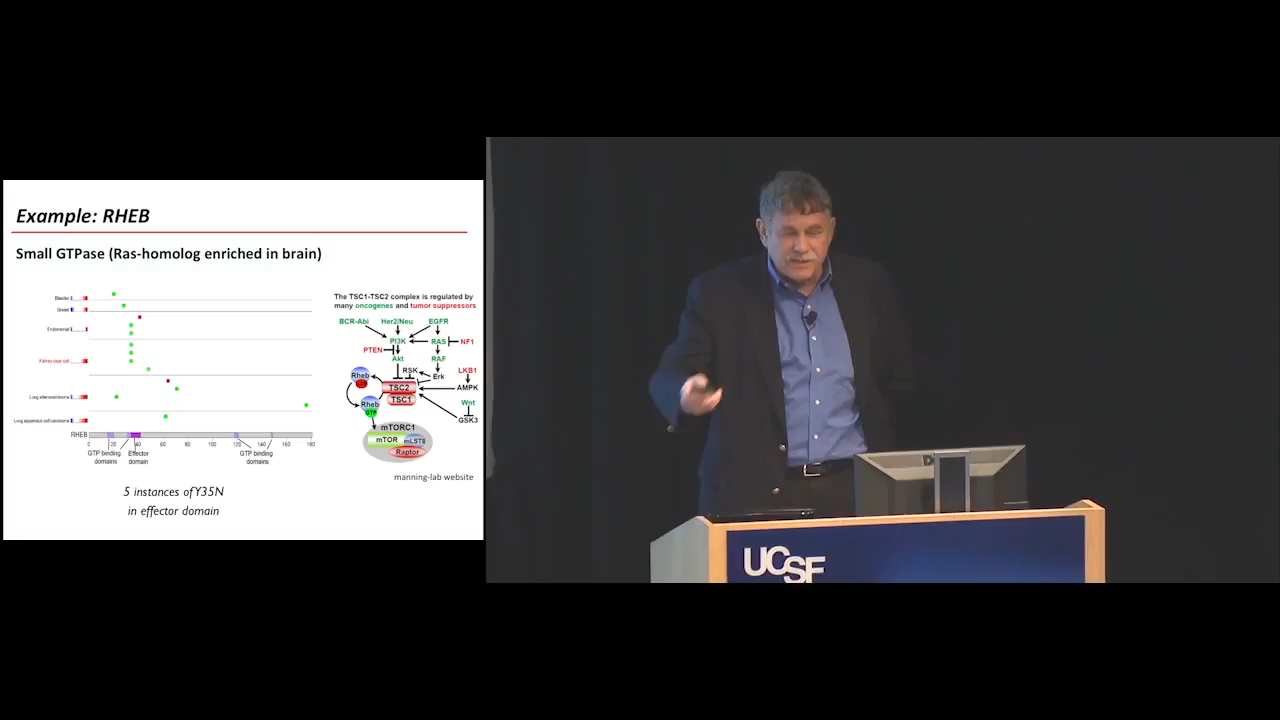 Example: RHEB
Small GTPase (Ras-homolog enriched in brain)
Bladder
Breast
Endometrial
Kidney clear cell
Lung adenocarcinoma
Lung squamous cell carcinoma
RHEB
0 20 40 60 80 100 120 140 160 180
GTP binding domains
Effector domain
GTP binding domains
5 instances of Y35N
in effector domain
The TSC1-TSC2 complex is regulated by
many oncogenes and tumor suppressors
BCR-Abl Her2/Neu EGFR
PI3K RAS NF1
PTEN
Akt RAF
RSK Erk LKB1
Rheb
TSC2 AMPK
TSC1
Rheb
GTP
Wnt
GSK3
mTORC1
mTOR mLST8
Raptor
manning-lab website
UCSF